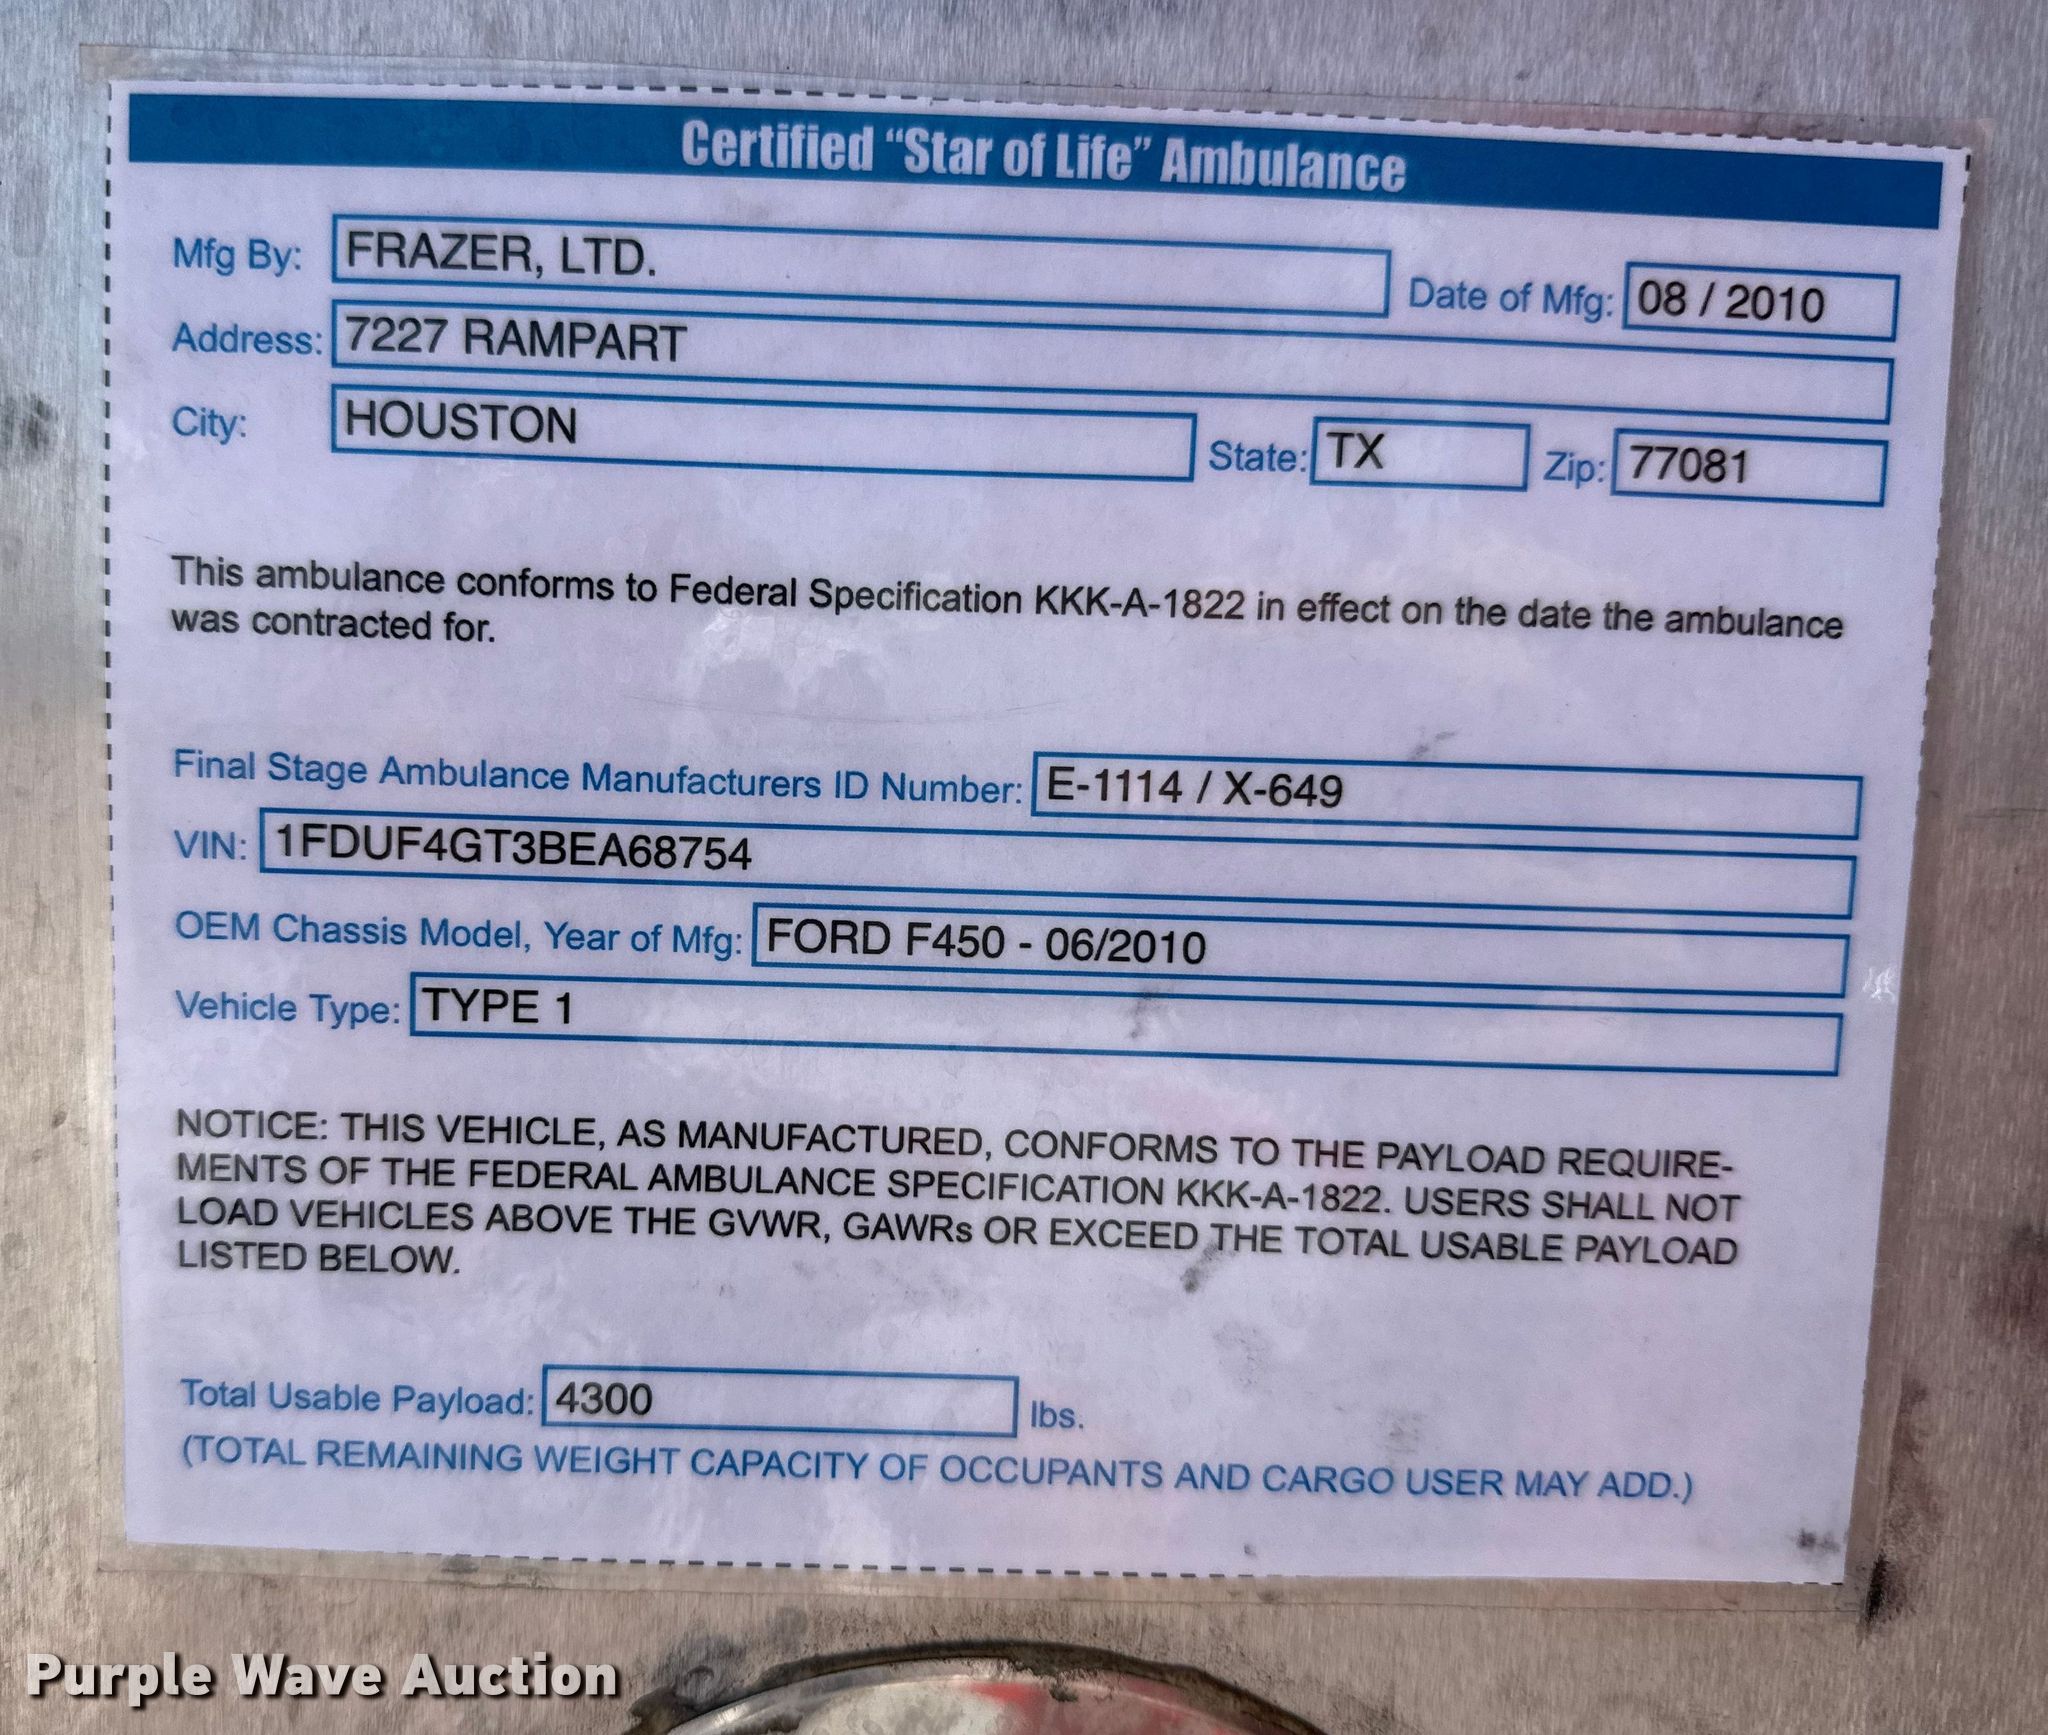 Certified “Star of Life” Ambulance
Mfg By: FRAZER, LTD. Date of Mfg: 08 / 2010
Address: 7227 RAMPART
City: HOUSTON State: TX Zip: 77081
This ambulance conforms to Federal Specification KKK-A-1822 in effect on the date the ambulance
was contracted for.
Final Stage Ambulance Manufacturers ID Number: E-1114 / X-649
VIN: 1FDUF4GT3BEA68754
OEM Chassis Model, Year of Mfg: FORD F450 - 06/2010
Vehicle Type: TYPE 1
NOTICE: THIS VEHICLE, AS MANUFACTURED, CONFORMS TO THE PAYLOAD REQUIRE-
MENTS OF THE FEDERAL AMBULANCE SPECIFICATION KKK-A-1822. USERS SHALL NOT
LOAD VEHICLES ABOVE THE GVWR, GAWRs OR EXCEED THE TOTAL USABLE PAYLOAD
LISTED BELOW.
Total Usable Payload: 4300 lbs.
(TOTAL REMAINING WEIGHT CAPACITY OF OCCUPANTS AND CARGO USER MAY ADD.)
Purple Wave Auction